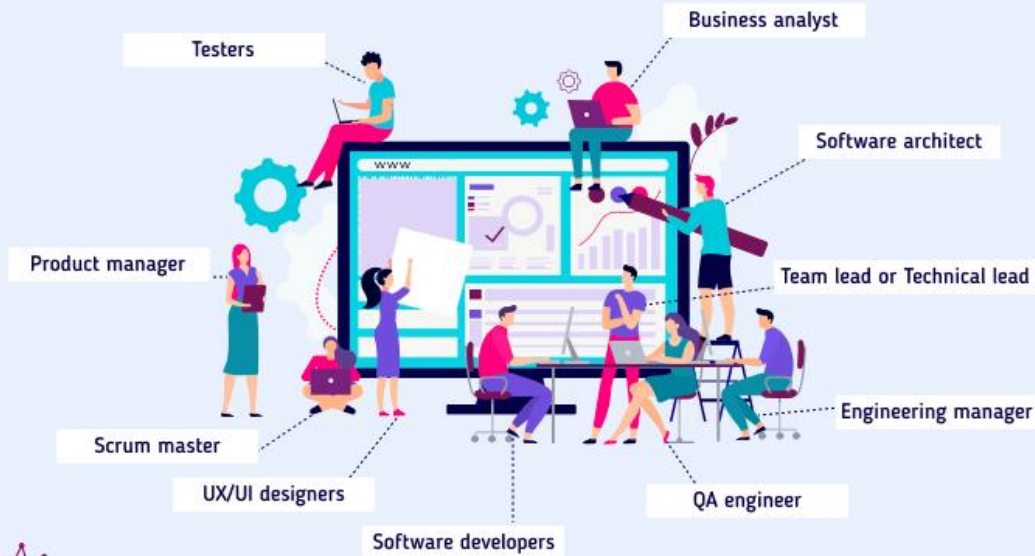 Business analyst
Testers
Software architect
www
Product manager
Team lead or Technical lead
Engineering manager
Scrum master
UX/UI designers
QA engineer
Software developers